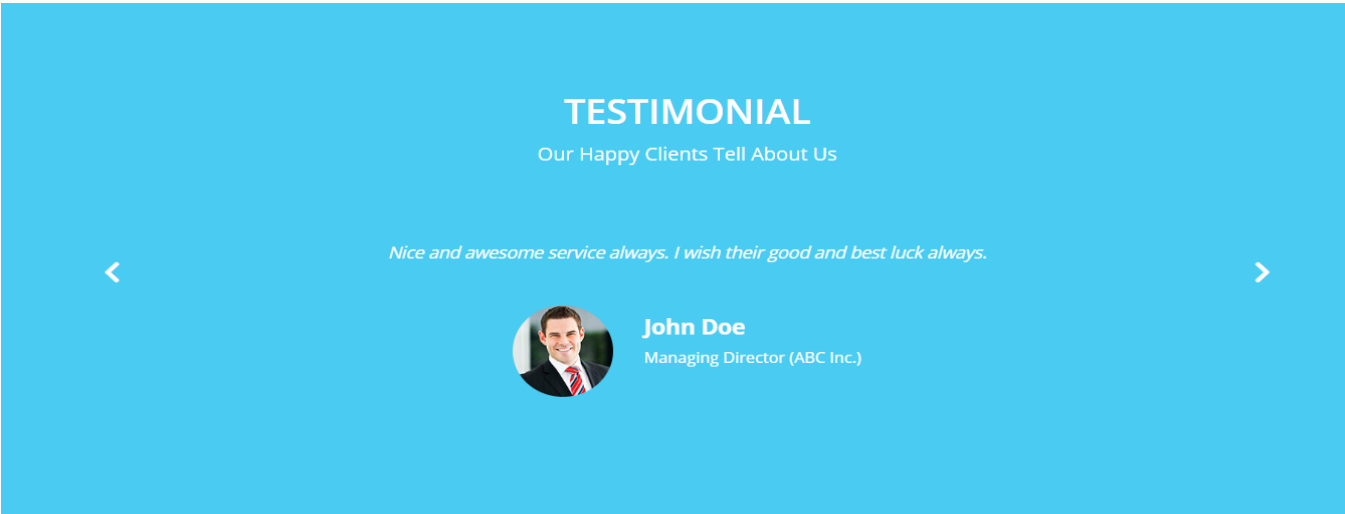 TESTIMONIAL
Our Happy Clients Tell About Us
Nice and awesome service always. I wish their good and best luck always.
John Doe
Managing Director (ABC Inc.)